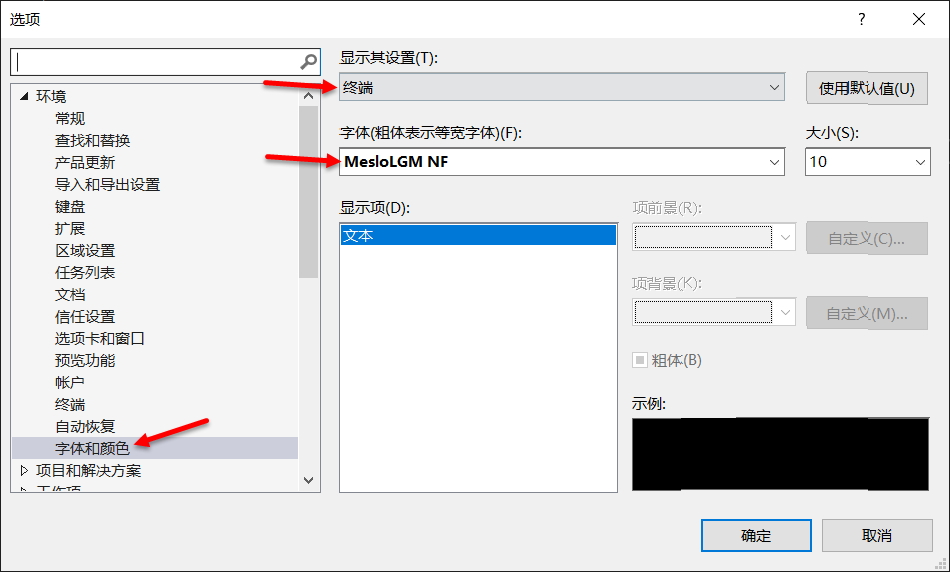 选项
?
环境
常规
查找和替换
产品更新
导入和导出设置
键盘
扩展
区域设置
任务列表
文档
信任设置
选项卡和窗口
预览功能
帐户
终端
自动恢复
字体和颜色
项目和解决方案
显示其设置(T):
终端
使用默认值(U)
字体(粗体表示等宽字体)(F):
大小(S):
MesloLGM NF
10
显示项(D):
文本
项前景(R):
自定义(C)...
项背景(K):
自定义(M)...
粗体(B)
示例:
确定
取消